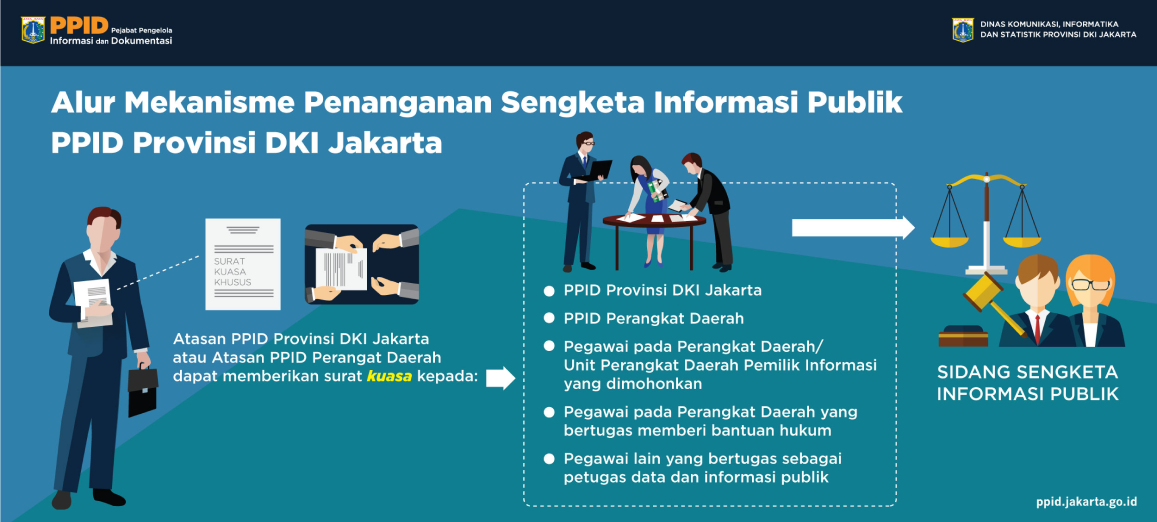 PPID Pejabat Pengelola
Informasi dan Dokumentasi
DINAS KOMUNIKASI, INFORMATIKA
DAN STATISTIK PROVINSI DKI JAKARTA
Alur Mekanisme Penanganan Sengketa Informasi Publik
PPID Provinsi DKI Jakarta
SURAT
KUASA
KHUSUS
Atasan PPID Provinsi DKI Jakarta
atau Atasan PPID Perangat Daerah
dapat memberikan surat kuasa kepada:
PPID Provinsi DKI Jakarta
PPID Perangkat Daerah
Pegawai pada Perangkat Daerah/
Unit Perangkat Daerah Pemilik Informasi
yang dimohonkan
Pegawai pada Perangkat Daerah yang
bertugas memberi bantuan hukum
Pegawai lain yang bertugas sebagai
petugas data dan informasi publik
SIDANG SENGKETA
INFORMASI PUBLIK
ppid.jakarta.go.id